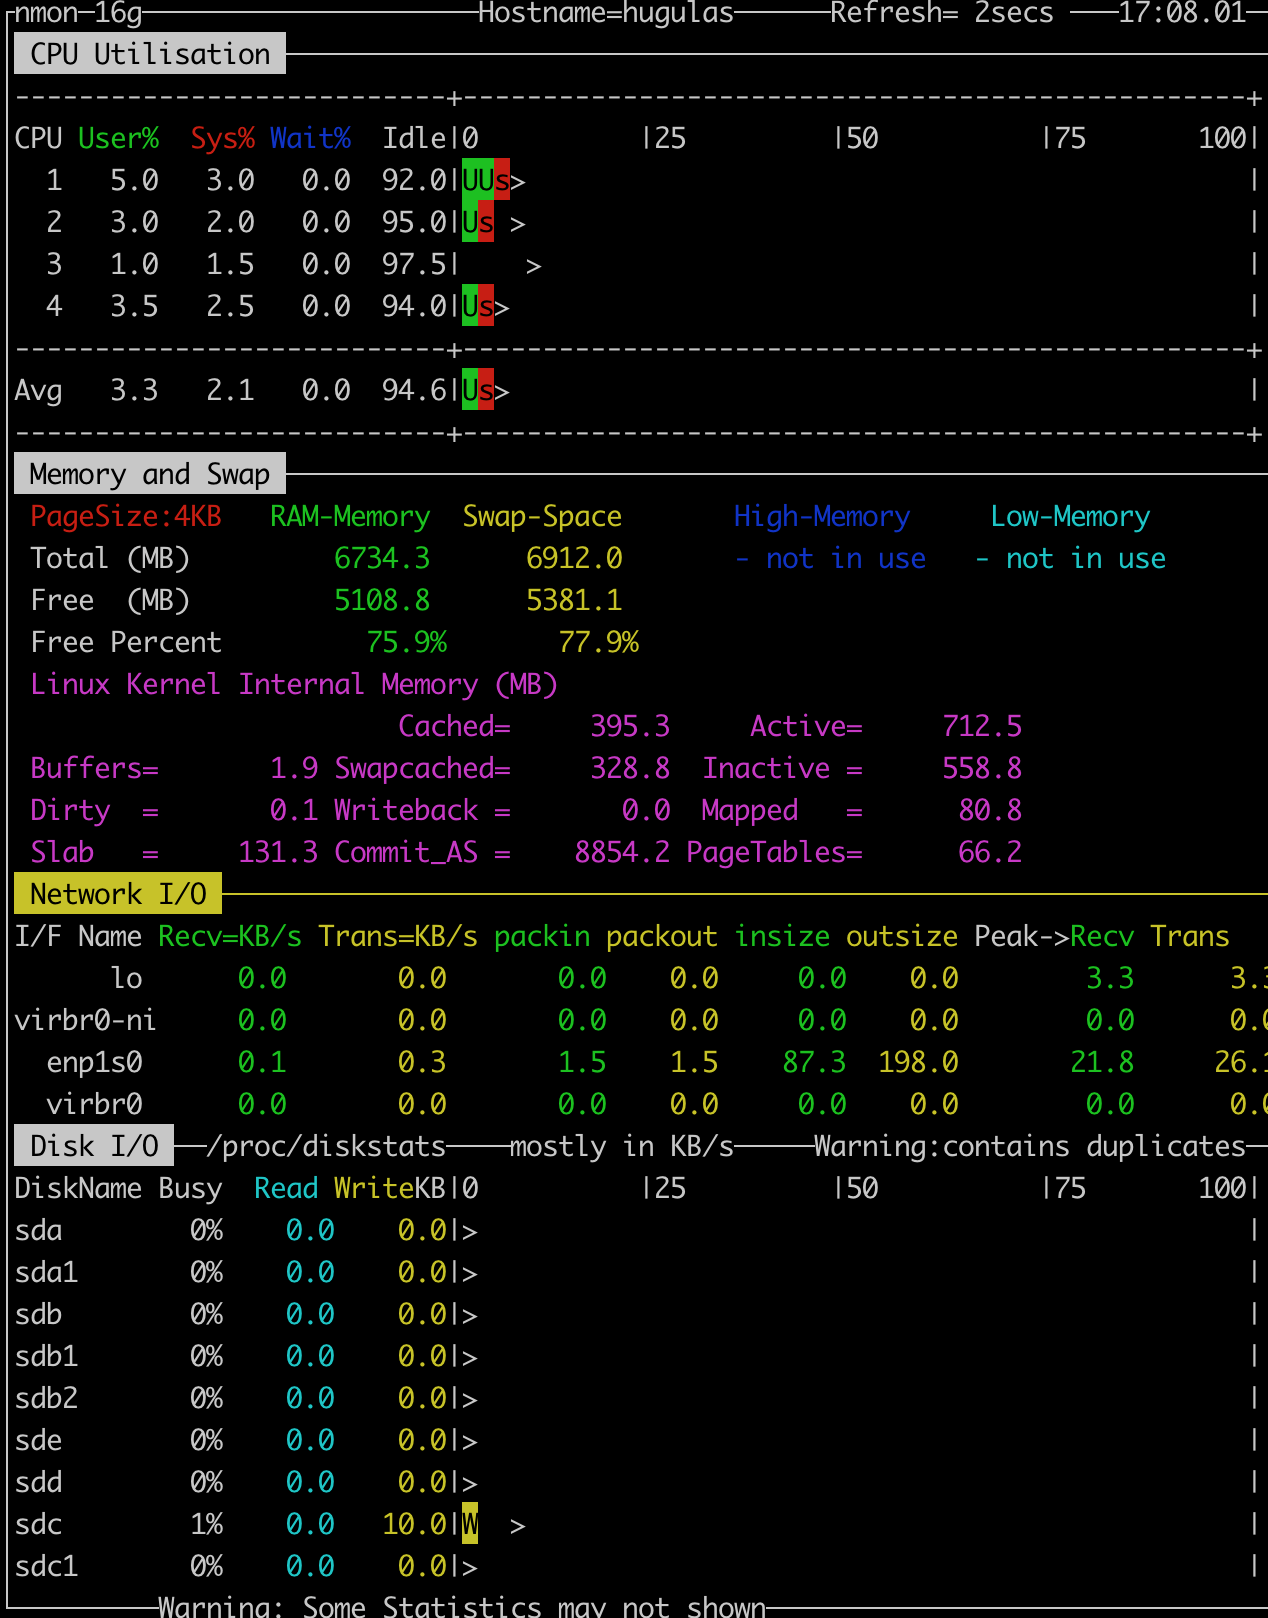 nmon─16g Hostname=hugulas Refresh= 2secs 17:08.01
CPU Utilisation
---------------------------+-------------------------------------------------+
CPU User% Sys% Wait% Idle|0 |25 |50 |75 100|
1 5.0 3.0 0.0 92.0|UUs> |
2 3.0 2.0 0.0 95.0|Us > |
3 1.0 1.5 0.0 97.5| > |
4 3.5 2.5 0.0 94.0|Us> |
---------------------------+-------------------------------------------------+
Avg 3.3 2.1 0.0 94.6|Us> |
---------------------------+-------------------------------------------------+
Memory and Swap
PageSize:4KB RAM-Memory Swap-Space High-Memory Low-Memory
Total (MB) 6734.3 6912.0 - not in use - not in use
Free (MB) 5108.8 5381.1
Free Percent 75.9% 77.9%
Linux Kernel Internal Memory (MB)
Cached= 395.3 Active= 712.5
Buffers= 1.9 Swapcached= 328.8 Inactive = 558.8
Dirty = 0.1 Writeback = 0.0 Mapped = 80.8
Slab = 131.3 Commit_AS = 8854.2 PageTables= 66.2
Network I/O
I/F Name Recv=KB/s Trans=KB/s packin packout insize outsize Peak->Recv Trans
lo 0.0 0.0 0.0 0.0 0.0 0.0 3.3 3.3
virbr0-ni 0.0 0.0 0.0 0.0 0.0 0.0 0.0 0.0
enp1s0 0.1 0.3 1.5 1.5 87.3 198.0 21.8 26.1
virbr0 0.0 0.0 0.0 0.0 0.0 0.0 0.0 0.0
Disk I/O /proc/diskstats mostly in KB/s Warning:contains duplicates
DiskName Busy Read WriteKB|0 |25 |50 |75 100|
sda 0% 0.0 0.0|> |
sda1 0% 0.0 0.0|> |
sdb 0% 0.0 0.0|> |
sdb1 0% 0.0 0.0|> |
sdb2 0% 0.0 0.0|> |
sde 0% 0.0 0.0|> |
sdd 0% 0.0 0.0|> |
sdc 1% 0.0 10.0|W > |
sdc1 0% 0.0 0.0|> |
Warning: Some Statistics may not shown